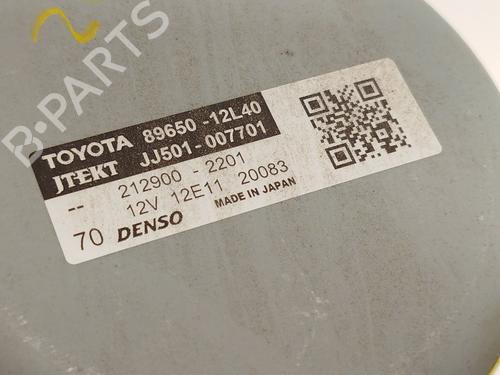 B-PARTS
TOYOTA 89650-12L40
JTEKT JJ501-007701
-- 212900-2201
12V 12E11 20083
70 DENSO MADE IN JAPAN